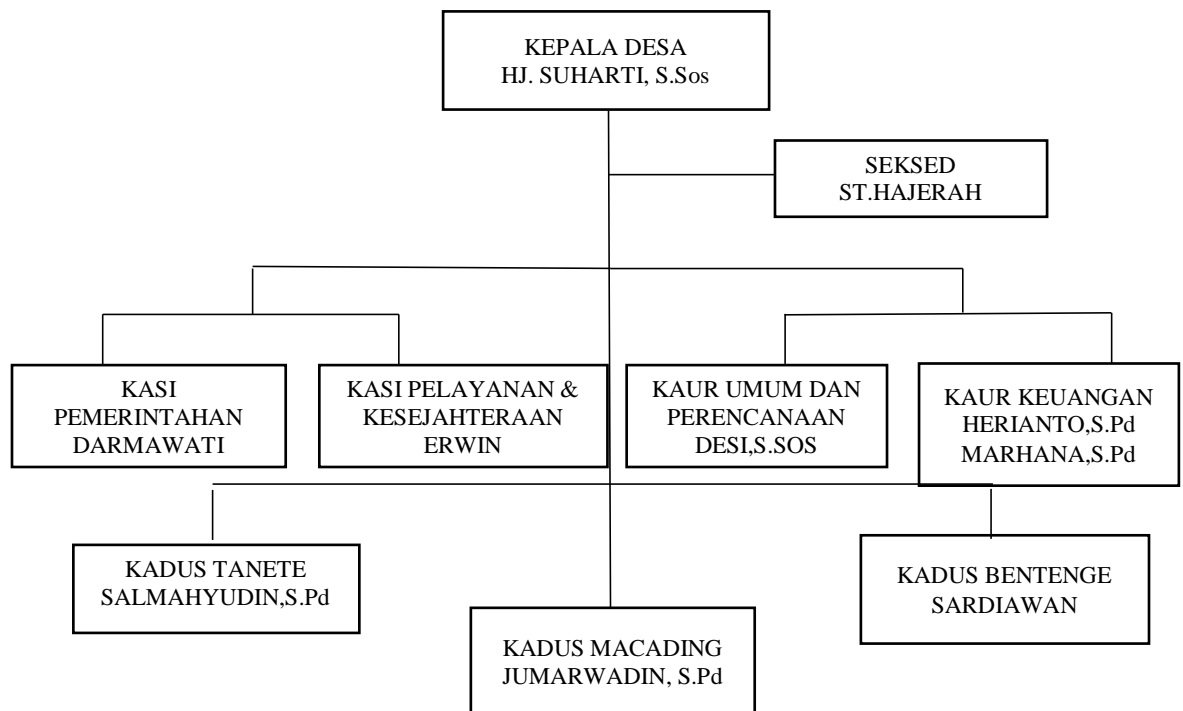 KEPALA DESA
HJ. SUHARTI, S.Sos
SEKSED
ST.HAJERAH
KASI
PEMERINTAHAN
DARMAWATI
KASI PELAYANAN &
KESEJAHTERAAN
ERWIN
KAUR UMUM DAN
PERENCANAAN
DESI,S.SOS
KAUR KEUANGAN
HERIANTO,S.Pd
MARHANA,S.Pd
KADUS TANETE
SALMAHYUDIN,S.Pd
KADUS MACADING
JUMARWADIN, S.Pd
KADUS BENTENGE
SARDIAWAN